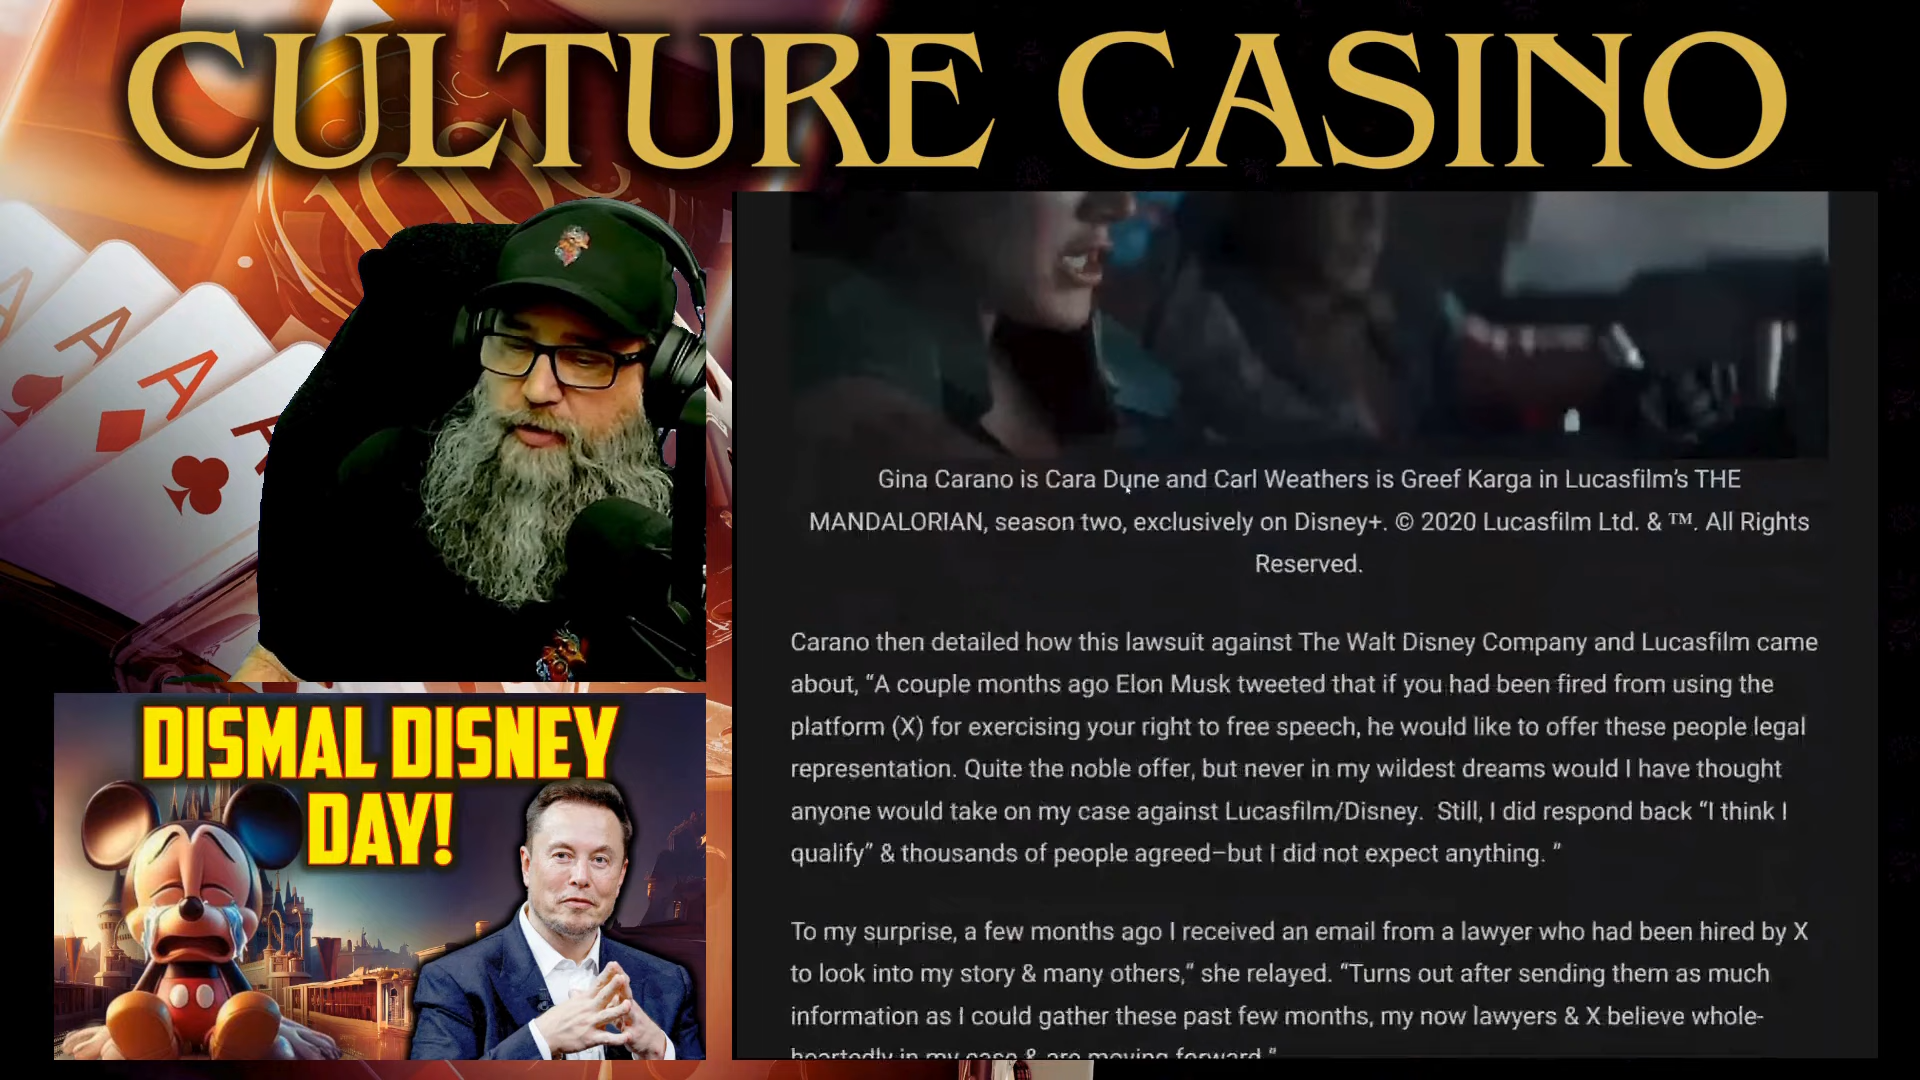 CULTURE CASINO
A
A
A
A
DISMAL DISNEY
DAY!
Gina Carano is Cara Dune and Carl Weathers is Greef Karga in Lucasfilm’s THE
MANDALORIAN, season two, exclusively on Disney+. © 2020 Lucasfilm Ltd. & ™. All Rights
Reserved.
Carano then detailed how this lawsuit against The Walt Disney Company and Lucasfilm came
about, “A couple months ago Elon Musk tweeted that if you had been fired from using the
platform (X) for exercising your right to free speech, he would like to offer these people legal
representation. Quite the noble offer, but never in my wildest dreams would I have thought
anyone would take on my case against Lucasfilm/Disney.  Still, I did respond back “I think I
qualify” & thousands of people agreed–but I did not expect anything. ”
To my surprise, a few months ago I received an email from a lawyer who had been hired by X
to look into my story & many others,” she relayed. “Turns out after sending them as much
information as I could gather these past few months, my now lawyers & X believe whole-
heartedly in my case & are moving forward.”